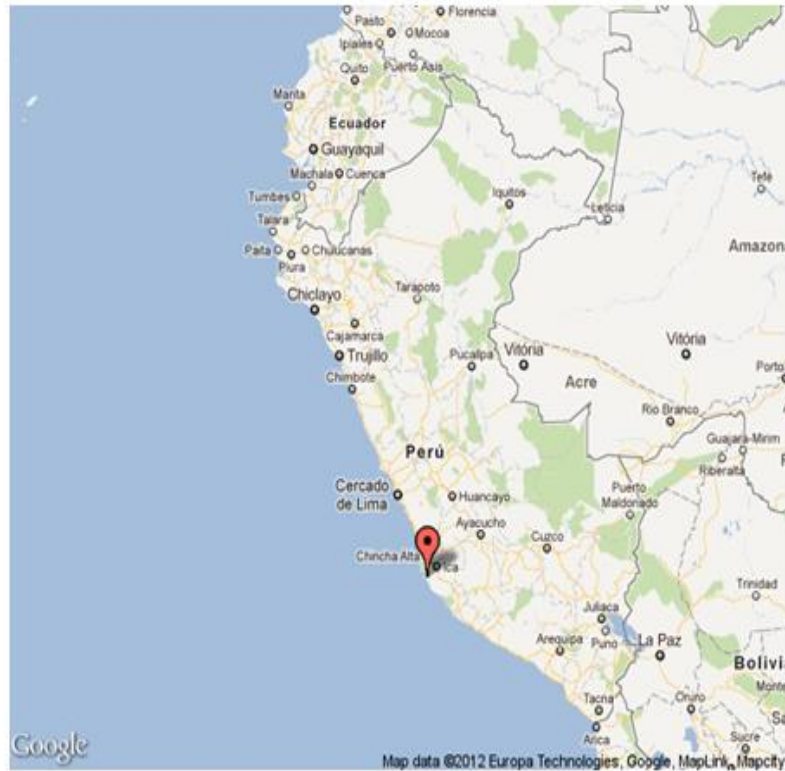 Florencia
Pasto
Mocoa
Ipiales
Puerto Asis
Quito
Manta
Ecuador
Guayaquil
Machala
Cuenca
Tumbes
Iquitos
Leticia
Tefé
Talara
Paita
Chulucanas
Piura
Amazon
Tarapoto
Chiclayo
Cajamarca
Trujillo
Pucallpa
Vitória
Vitória
Porto
Chimbote
Acre
Rio Branco
Guajara-Mirim
Riberalta
Perú
Cercado
de Lima
Huancayo
Puerto
Maldonado
Ayacucho
Cuzco
Chincha Alta
Ica
Trinidad
Juliaca
Puno
Arequipa
La Paz
Bolivi
Monte
Tacna
Oruro
Arica
Sucre
Google
Map data ©2012 Europa Technologies, Google, MapLink, Mapcity